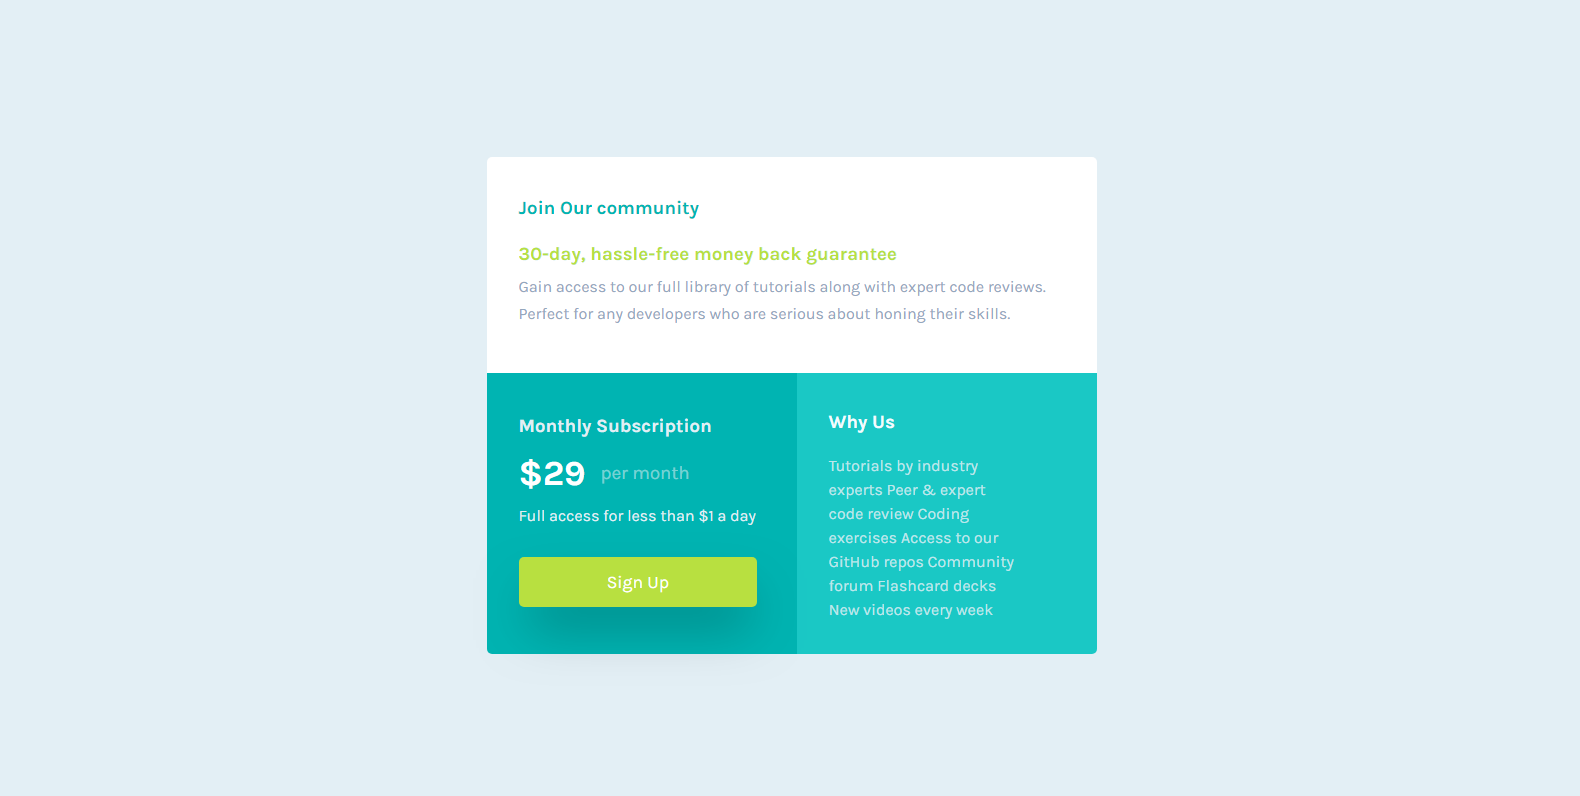 Join Our community
30-day, hassle-free money back guarantee
Gain access to our full library of tutorials along with expert code reviews.
Perfect for any developers who are serious about honing their skills.
Monthly Subscription
$29 per month
Full access for less than $1 a day
Sign Up
Why Us
Tutorials by industry
experts Peer & expert
code review Coding
exercises Access to our
GitHub repos Community
forum Flashcard decks
New videos every week